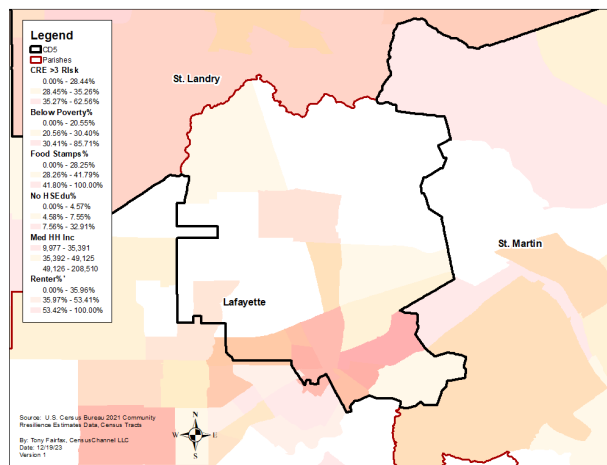 Legend
CD5
Parishes
CRE >3 Risk
0.00% - 28.44%
28.45% - 35.26%
35.27% - 62.56%
Below Poverty%
0.00% - 20.55%
20.56% - 30.40%
30.41% - 85.71%
Food Stamps%
0.00% - 28.25%
28.26% - 41.79%
41.80% - 100.00%
No HSEdu%
0.00% - 4.57%
4.58% - 7.55%
7.56% - 32.91%
Med HH Inc
9,977 - 35,391
35,392 - 49,125
49,126 - 208,510
Renter%'
0.00% - 35.96%
35.97% - 53.41%
53.42% - 100.00%
St. Landry
St. Martin
Lafayette
Source: U.S. Census Bureau 2021 Community
Rresilience Estimates Data, Census Tracts
By: Tony Fairfax, CensusChannel LLC
Date: 12/19/23
Version 1
N
W
E
S